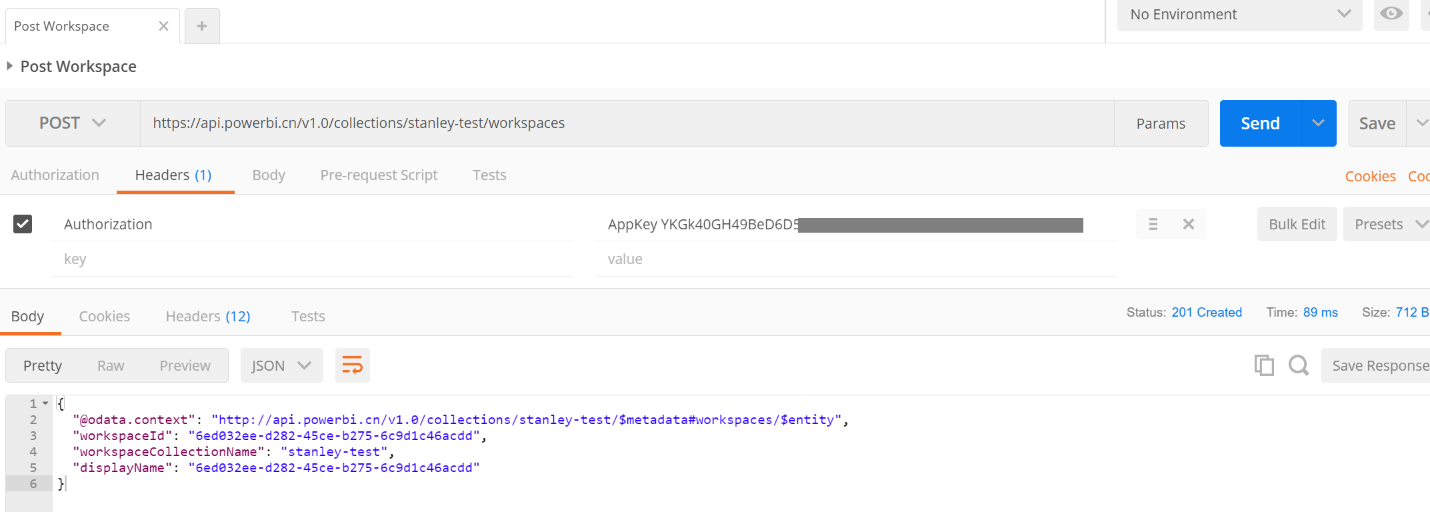 Post Workspace
No Environment
Post Workspace
POST https://api.powerbi.cn/v1.0/collections/stanley-test/workspaces Params Send Save
Authorization Headers (1) Body Pre-request Script Tests Cookies Coo
Authorization AppKey YKGk40GH49BeD6D5 Bulk Edit Presets
key value
Body Cookies Headers (12) Tests Status: 201 Created Time: 89 ms Size: 712 B
Pretty Raw Preview JSON Save Response
1 {
2 "@odata.context": "http://api.powerbi.cn/v1.0/collections/stanley-test/$metadata#workspaces/$entity",
3 "workspaceId": "6ed032ee-d282-45ce-b275-6c9d1c46acdd",
4 "workspaceCollectionName": "stanley-test",
5 "displayName": "6ed032ee-d282-45ce-b275-6c9d1c46acdd"
6 }